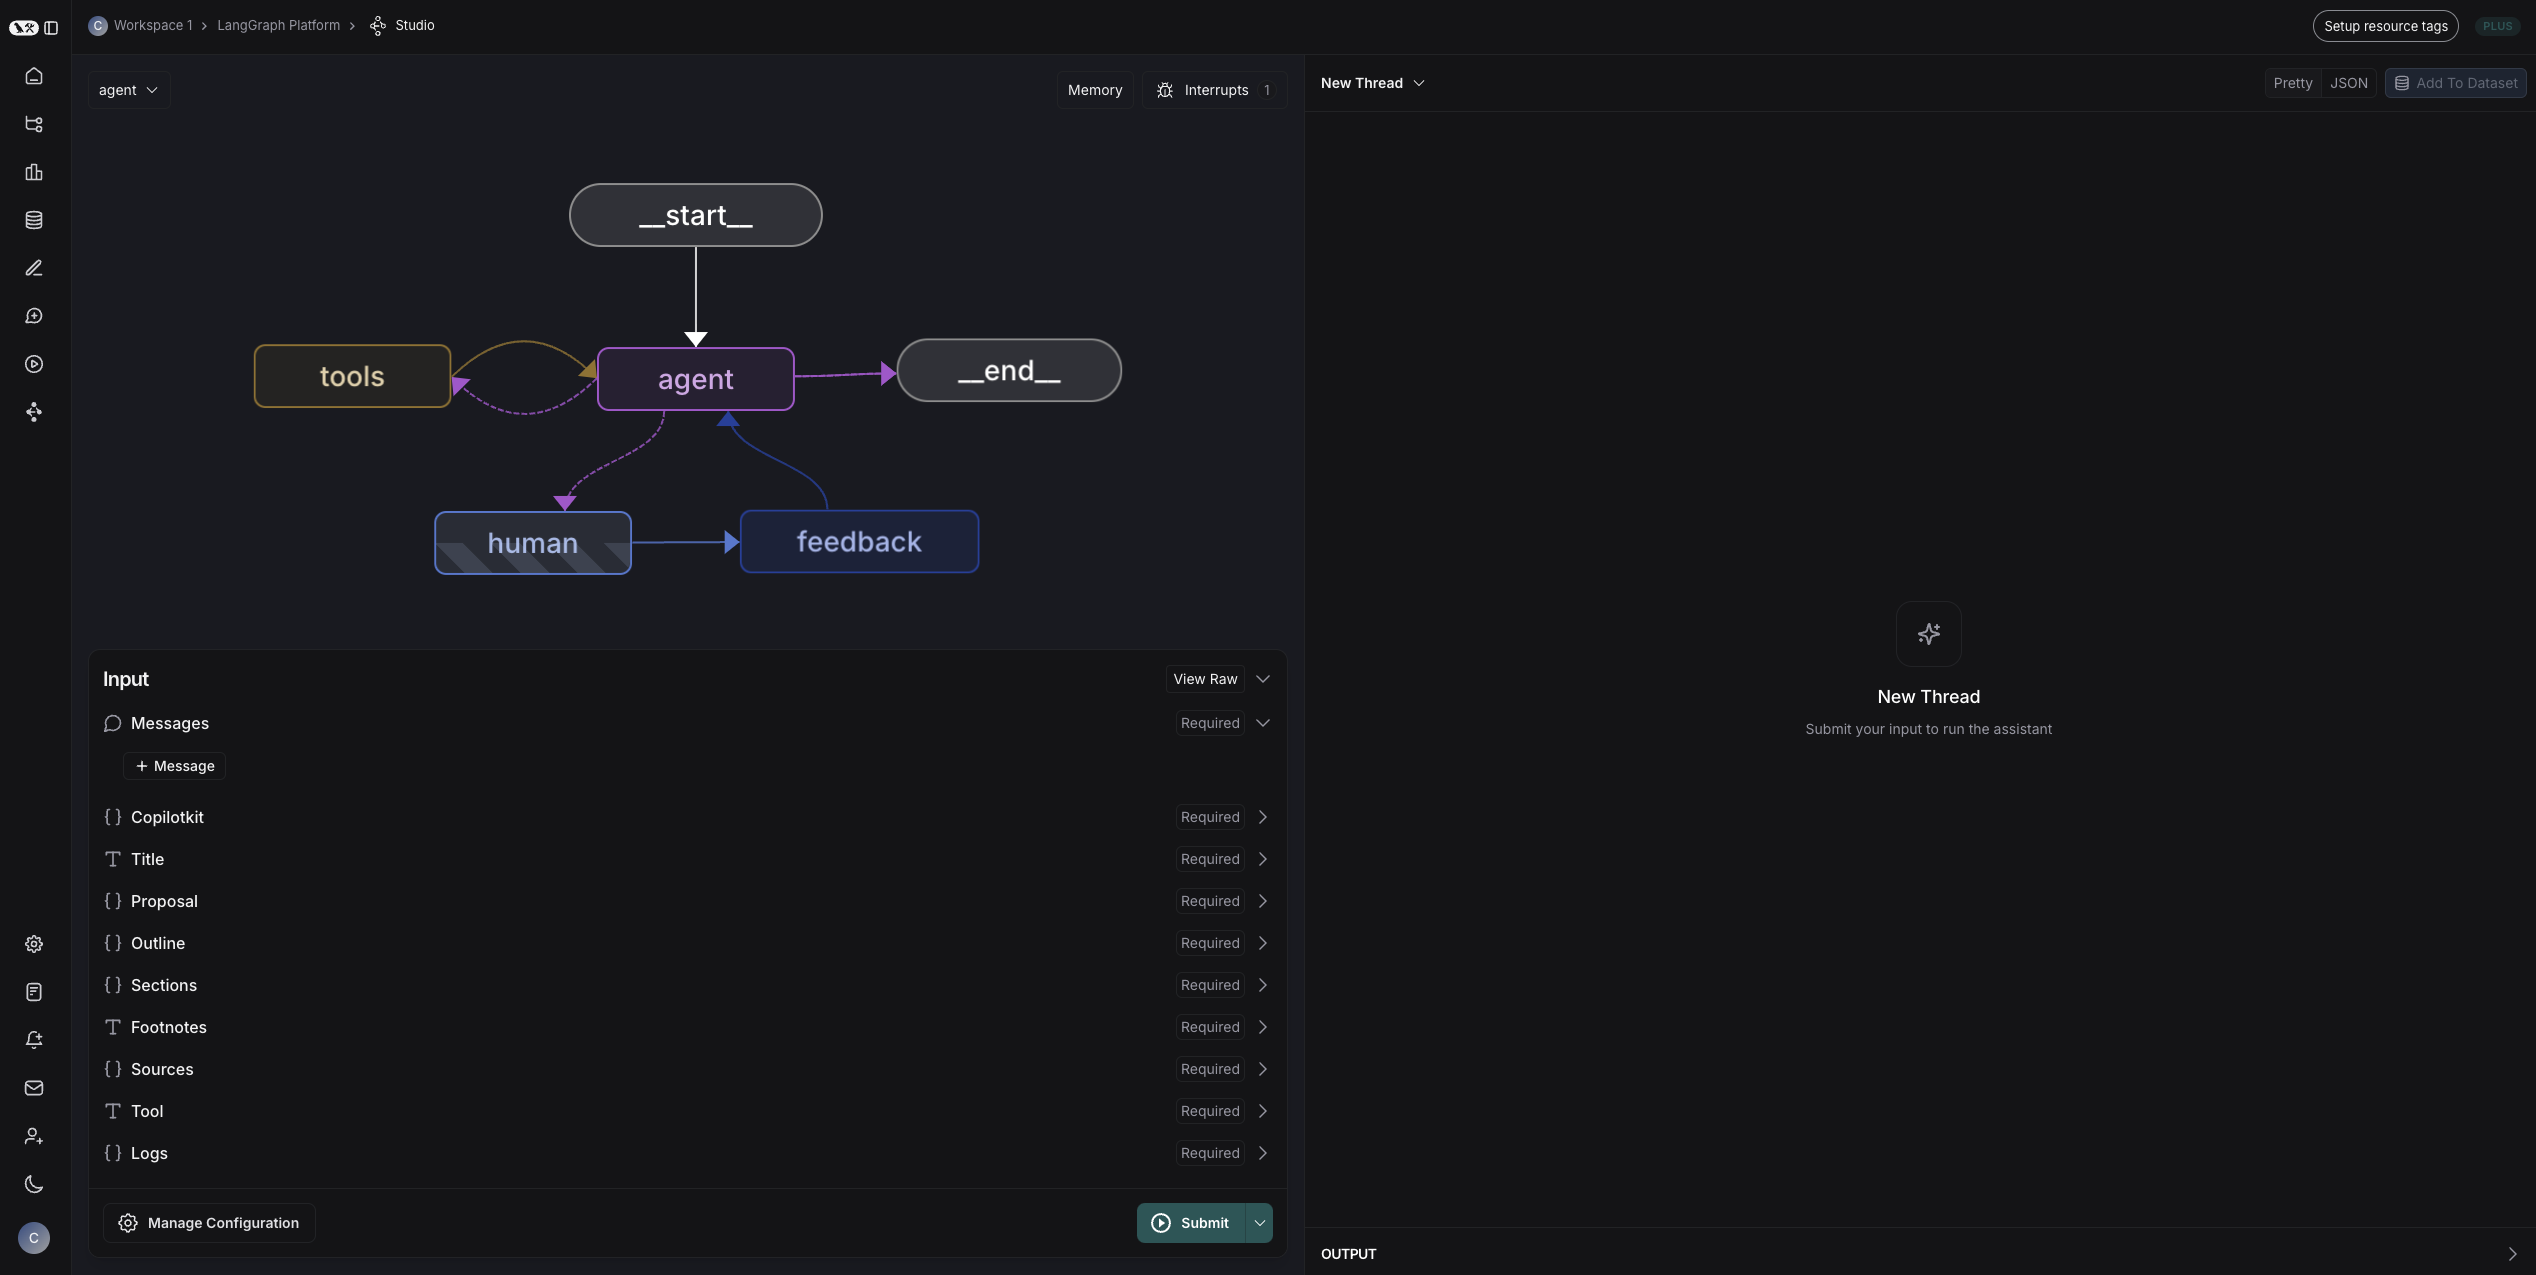 C Workspace 1 LangGraph Platform Studio
Setup resource tags PLUS
agent
Memory
Interrupts 1
__start__
tools
agent
__end__
human
feedback
Input
View Raw
Messages
Required
+ Message
{ } Copilotkit
Required
T Title
Required
{ } Proposal
Required
{ } Outline
Required
{ } Sections
Required
T Footnotes
Required
{ } Sources
Required
T Tool
Required
{ } Logs
Required
Manage Configuration
Submit
C
New Thread
Pretty JSON Add To Dataset
New Thread
Submit your input to run the assistant
OUTPUT